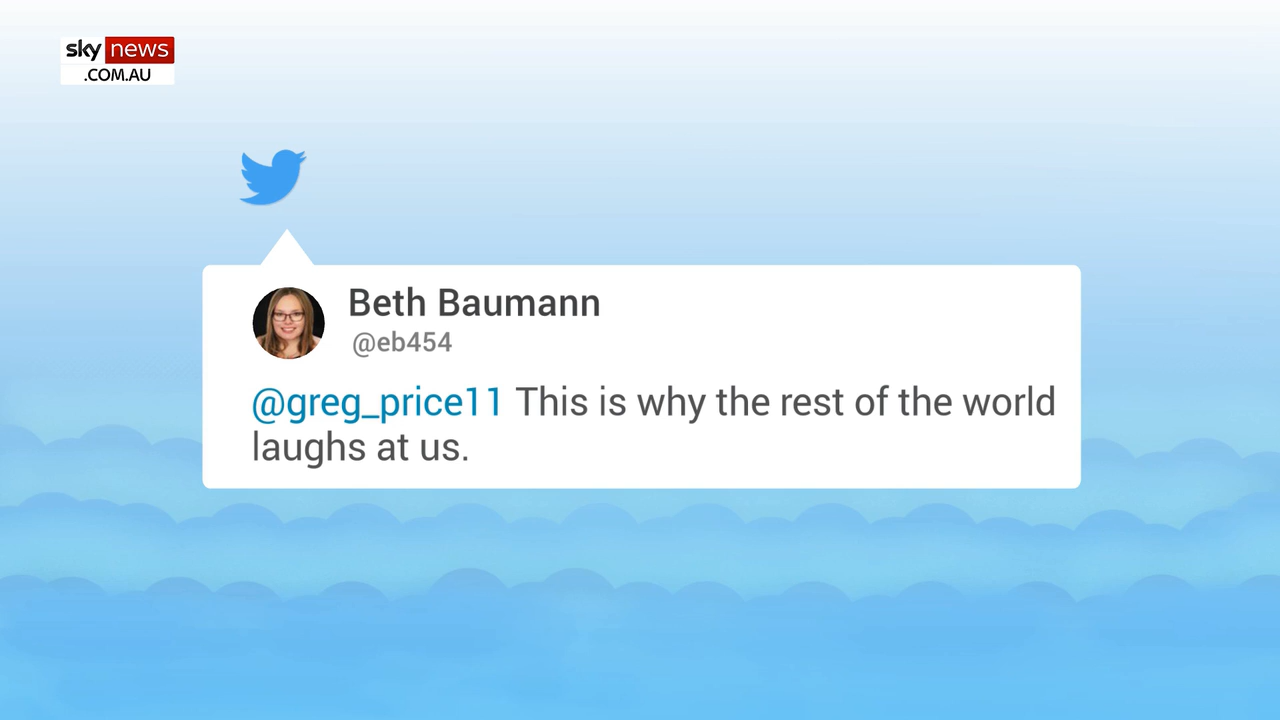 sky news
.COM.AU
Beth Baumann
@eb454
@greg_price11 This is why the rest of the world
laughs at us.